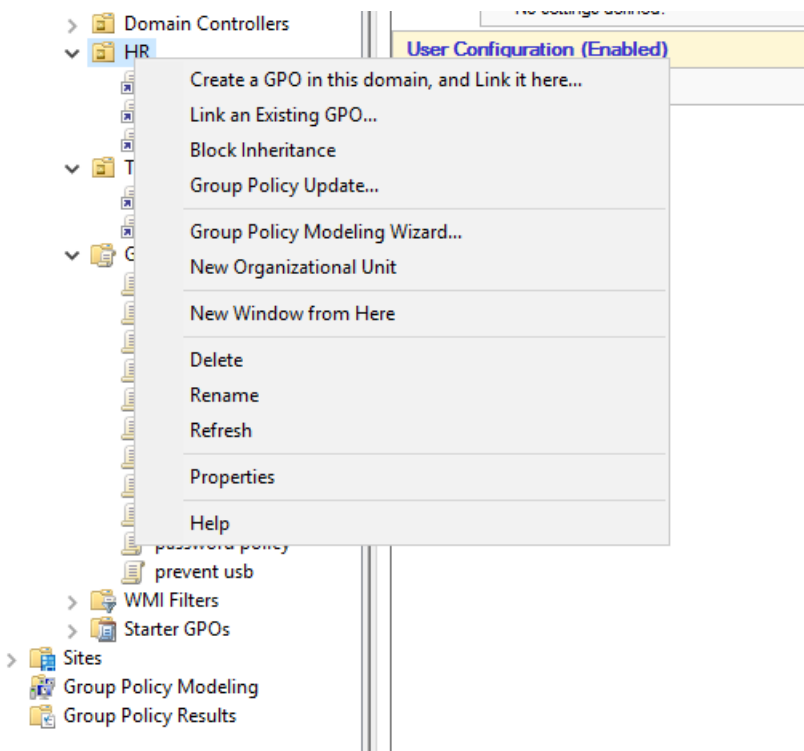 Domain Controllers
HR
User Configuration (Enabled)
Create a GPO in this domain, and Link it here...
Link an Existing GPO...
Block Inheritance
Group Policy Update...
Group Policy Modeling Wizard...
New Organizational Unit
New Window from Here
Delete
Rename
Refresh
Properties
Help
password policy
prevent usb
WMI Filters
Starter GPOs
Sites
Group Policy Modeling
Group Policy Results